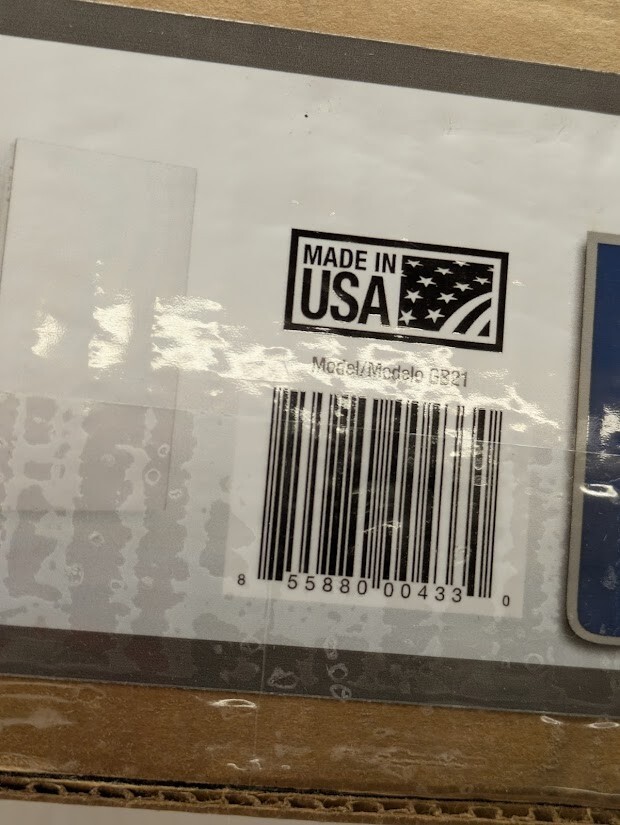 MADE IN
USA
Model/Modelo GB21
8 55880 00433 0